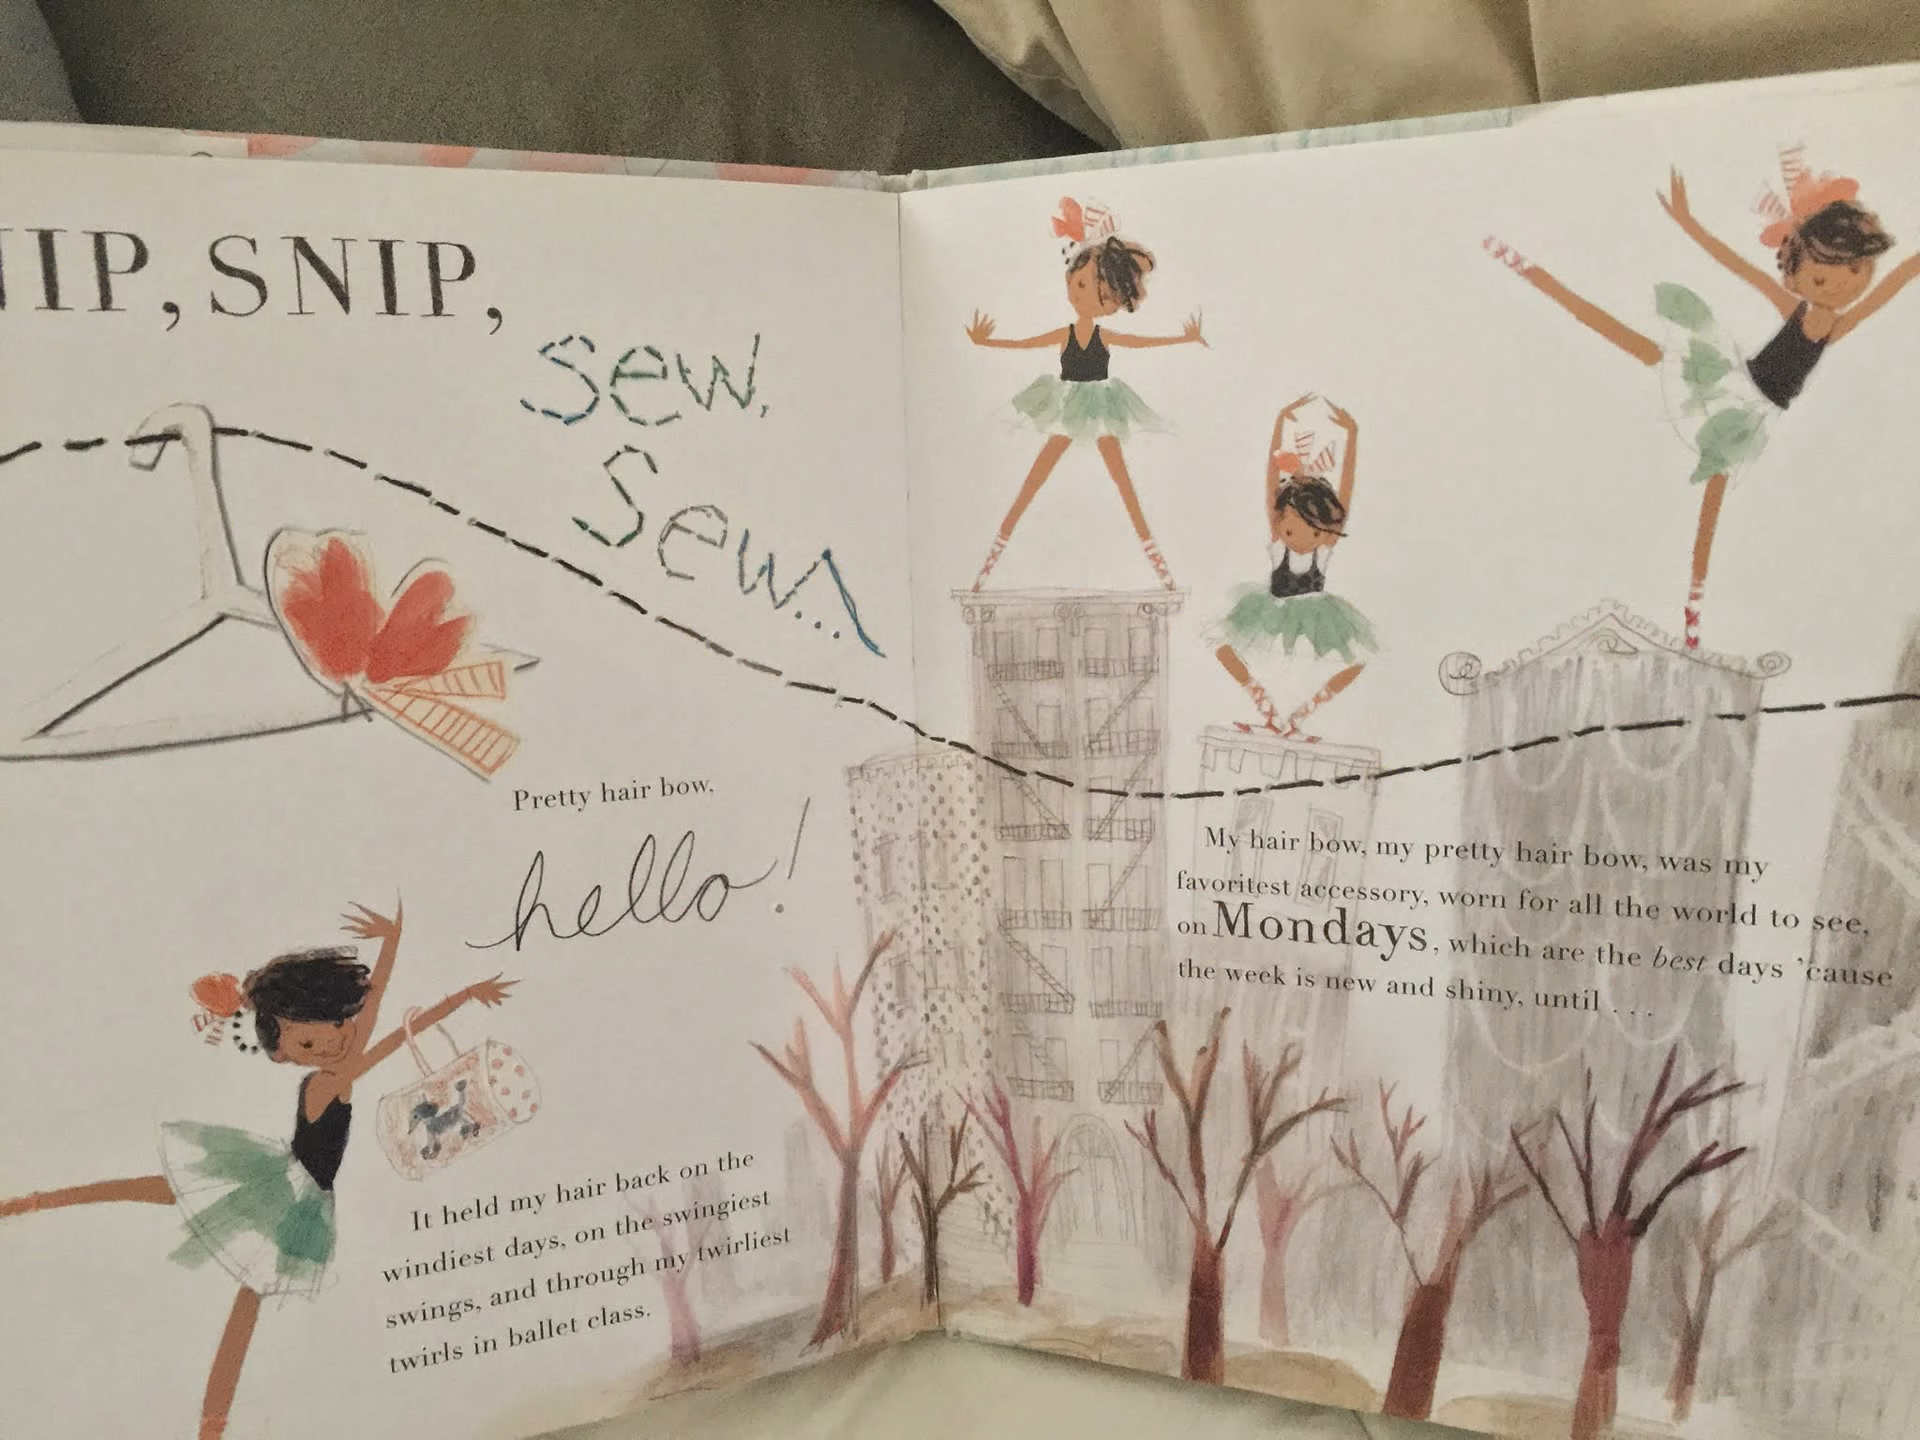 NIP, SNIP,
sew,
sew...
Pretty hair bow,
hello!
It held my hair back on the
windiest days, on the swingiest
swings, and through my twirliest
twirls in ballet class.
My hair bow, my pretty hair bow, was my
favoritest accessory, worn for all the world to see,
on Mondays, which are the best days ’cause
the week is new and shiny, until . . .